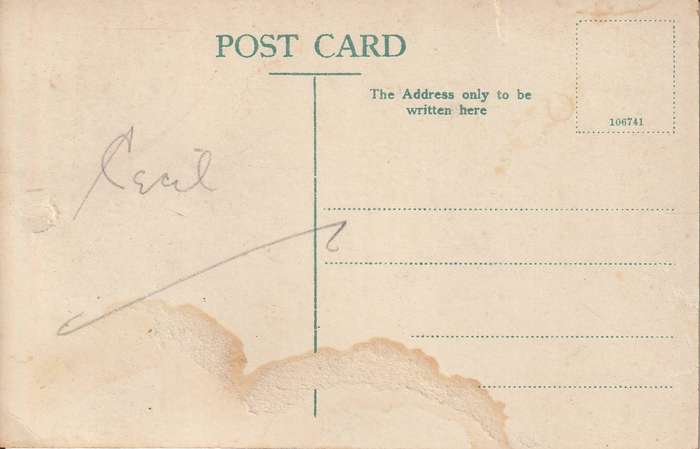 POST CARD
The Address only to be
written here
106741
Cecil